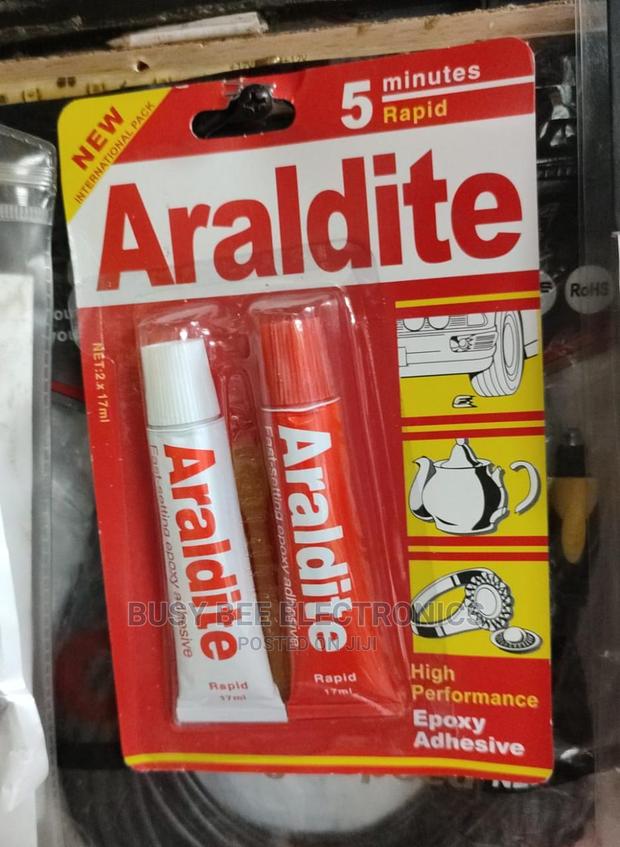 NEW
INTERNATIONAL PACK
5 minutes
Rapid
Araldite
RoHS
NET:2 x 17ml
Araldite
Fast-setting epoxy adhesive
Rapid
17ml
Araldite
Fast-setting epoxy adhesive
Rapid
17ml
BUSY BEE ELECTRONICS
POSTED ON JIJI
High
Performance
Epoxy
Adhesive